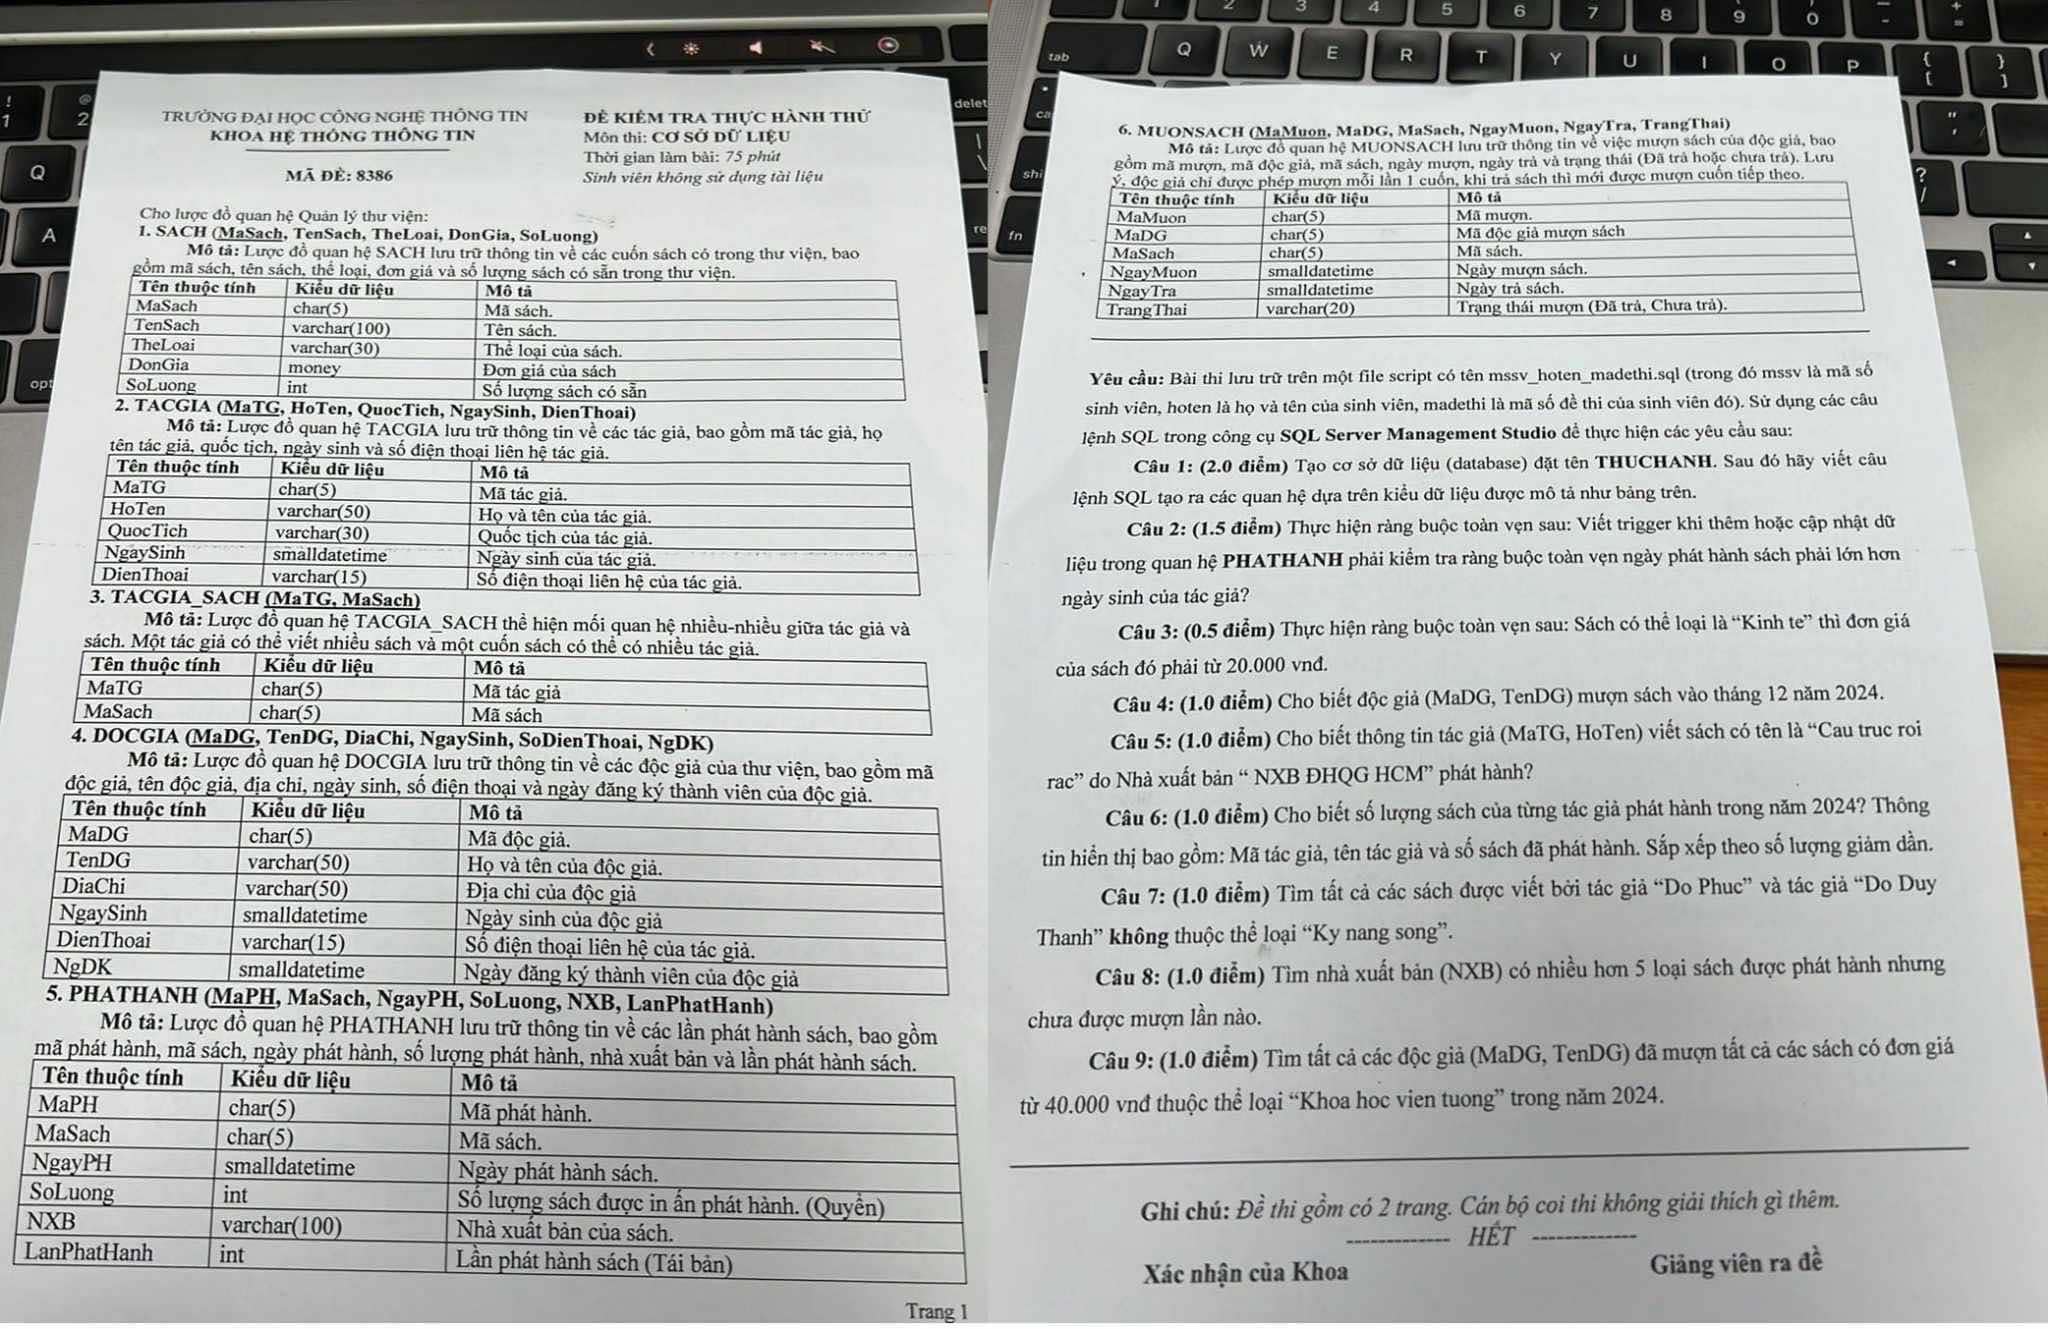 TRƯỜNG ĐẠI HỌC CÔNG NGHỆ THÔNG TIN
KHOA HỆ THỐNG THÔNG TIN
MÃ ĐỀ: 8386
ĐỀ KIỂM TRA THỰC HÀNH THỬ
Môn thi: CƠ SỞ DỮ LIỆU
Thời gian làm bài: 75 phút
Sinh viên không sử dụng tài liệu
Cho lược đồ quan hệ Quản lý thư viện:
1. SACH (MaSach, TenSach, TheLoai, DonGia, SoLuong)
Mô tả: Lược đồ quan hệ SACH lưu trữ thông tin về các cuốn sách có trong thư viện, bao
gồm mã sách, tên sách, thể loại, đơn giá và số lượng sách có sẵn trong thư viện.
Tên thuộc tính Kiểu dữ liệu Mô tả
MaSach char(5) Mã sách.
TenSach varchar(100) Tên sách.
TheLoai varchar(30) Thể loại của sách.
DonGia money Đơn giá của sách
SoLuong int Số lượng sách có sẵn
2. TACGIA (MaTG, HoTen, QuocTich, NgaySinh, DienThoai)
Mô tả: Lược đồ quan hệ TACGIA lưu trữ thông tin về các tác giả, bao gồm mã tác giả, họ
tên tác giả, quốc tịch, ngày sinh và số điện thoại liên hệ tác giả.
Tên thuộc tính Kiểu dữ liệu Mô tả
MaTG char(5) Mã tác giả.
HoTen varchar(50) Họ và tên của tác giả.
QuocTich varchar(30) Quốc tịch của tác giả.
NgaySinh smalldatetime Ngày sinh của tác giả.
DienThoai varchar(15) Số điện thoại liên hệ của tác giả.
3. TACGIA_SACH (MaTG, MaSach)
Mô tả: Lược đồ quan hệ TACGIA_SACH thể hiện mối quan hệ nhiều-nhiều giữa tác giả và
sách. Một tác giả có thể viết nhiều sách và một cuốn sách có thể có nhiều tác giả.
Tên thuộc tính Kiểu dữ liệu Mô tả
MaTG char(5) Mã tác giả
MaSach char(5) Mã sách
4. DOCGIA (MaDG, TenDG, DiaChi, NgaySinh, SoDienThoai, NgDK)
Mô tả: Lược đồ quan hệ DOCGIA lưu trữ thông tin về các độc giả của thư viện, bao gồm mã
độc giả, tên độc giả, địa chỉ, ngày sinh, số điện thoại và ngày đăng ký thành viên của độc giả.
Tên thuộc tính Kiểu dữ liệu Mô tả
MaDG char(5) Mã độc giả.
TenDG varchar(50) Họ và tên của độc giả.
DiaChi varchar(50) Địa chỉ của độc giả
NgaySinh smalldatetime Ngày sinh của độc giả
DienThoai varchar(15) Số điện thoại liên hệ của tác giả.
NgDK smalldatetime Ngày đăng ký thành viên của độc giả
5. PHATHANH (MaPH, MaSach, NgayPH, SoLuong, NXB, LanPhatHanh)
Mô tả: Lược đồ quan hệ PHATHANH lưu trữ thông tin về các lần phát hành sách, bao gồm
mã phát hành, mã sách, ngày phát hành, số lượng phát hành, nhà xuất bản và lần phát hành sách.
Tên thuộc tính Kiểu dữ liệu Mô tả
MaPH char(5) Mã phát hành.
MaSach char(5) Mã sách.
NgayPH smalldatetime Ngày phát hành sách.
SoLuong int Số lượng sách được in ấn phát hành. (Quyển)
NXB varchar(100) Nhà xuất bản của sách.
LanPhatHanh int Lần phát hành sách (Tái bản)
Trang 1
6. MUONSACH (MaMuon, MaDG, MaSach, NgayMuon, NgayTra, TrangThai)
Mô tả: Lược đồ quan hệ MUONSACH lưu trữ thông tin về việc mượn sách của độc giả, bao
gồm mã mượn, mã độc giả, mã sách, ngày mượn, ngày trả và trạng thái (Đã trả hoặc chưa trả). Lưu
ý, độc giả chỉ được phép mượn mỗi lần 1 cuốn, khi trả sách thì mới được mượn cuốn tiếp theo.
Tên thuộc tính Kiểu dữ liệu Mô tả
MaMuon char(5) Mã mượn.
MaDG char(5) Mã độc giả mượn sách
MaSach char(5) Mã sách.
NgayMuon smalldatetime Ngày mượn sách.
NgayTra smalldatetime Ngày trả sách.
TrangThai varchar(20) Trạng thái mượn (Đã trả, Chưa trả).
Yêu cầu: Bài thi lưu trữ trên một file script có tên mssv_hoten_madethi.sql (trong đó mssv là mã số
sinh viên, hoten là họ và tên của sinh viên, madethi là mã số đề thi của sinh viên đó). Sử dụng các câu
lệnh SQL trong công cụ SQL Server Management Studio để thực hiện các yêu cầu sau:
Câu 1: (2.0 điểm) Tạo cơ sở dữ liệu (database) đặt tên THUCHANH. Sau đó hãy viết câu
lệnh SQL tạo ra các quan hệ dựa trên kiểu dữ liệu được mô tả như bảng trên.
Câu 2: (1.5 điểm) Thực hiện ràng buộc toàn vẹn sau: Viết trigger khi thêm hoặc cập nhật dữ
liệu trong quan hệ PHATHANH phải kiểm tra ràng buộc toàn vẹn ngày phát hành sách phải lớn hơn
ngày sinh của tác giả?
Câu 3: (0.5 điểm) Thực hiện ràng buộc toàn vẹn sau: Sách có thể loại là “Kinh te” thì đơn giá
của sách đó phải từ 20.000 vnđ.
Câu 4: (1.0 điểm) Cho biết độc giả (MaDG, TenDG) mượn sách vào tháng 12 năm 2024.
Câu 5: (1.0 điểm) Cho biết thông tin tác giả (MaTG, HoTen) viết sách có tên là “Cau truc roi
rac” do Nhà xuất bản “ NXB ĐHQG HCM” phát hành?
Câu 6: (1.0 điểm) Cho biết số lượng sách của từng tác giả phát hành trong năm 2024? Thông
tin hiển thị bao gồm: Mã tác giả, tên tác giả và số sách đã phát hành. Sắp xếp theo số lượng giảm dần.
Câu 7: (1.0 điểm) Tìm tất cả các sách được viết bởi tác giả “Do Phuc” và tác giả “Do Duy
Thanh” không thuộc thể loại “Ky nang song”.
Câu 8: (1.0 điểm) Tìm nhà xuất bản (NXB) có nhiều hơn 5 loại sách được phát hành nhưng
chưa được mượn lần nào.
Câu 9: (1.0 điểm) Tìm tất cả các độc giả (MaDG, TenDG) đã mượn tất cả các sách có đơn giá
từ 40.000 vnđ thuộc thể loại “Khoa hoc vien tuong” trong năm 2024.
Ghi chú: Đề thi gồm có 2 trang. Cán bộ coi thi không giải thích gì thêm.
------------- HẾT -------------
Xác nhận của Khoa
Giảng viên ra đề